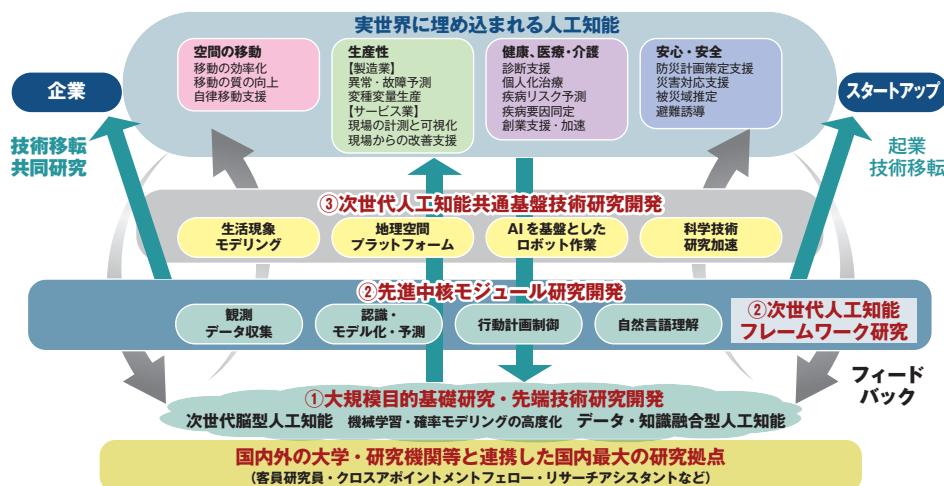 実世界に埋め込まれる人工知能
空間の移動
移動の効率化
移動の質の向上
自律移動支援
生産性
【製造業】
異常・故障予測
変種変量生産
【サービス業】
現場の計測と可視化
現場からの改善支援
健康、医療・介護
診断支援
個人化治療
疾病リスク予測
疾病要因同定
創業支援・加速
安心・安全
防災計画策定支援
災害対応支援
被災域推定
避難誘導
企業
スタートアップ
技術移転
共同研究
起業
技術移転
③次世代人工知能共通基盤技術研究開発
生活現象
モデリング
地理空間
プラットフォーム
AIを基盤とした
ロボット作業
科学技術
研究加速
②先進中核モジュール研究開発
観測
データ収集
認識・
モデル化・予測
行動計画制御
自然言語理解
②次世代人工知能
フレームワーク研究
フィード
バック
①大規模目的基礎研究・先端技術研究開発
次世代脳型人工知能 機械学習・確率モデリングの高度化 データ・知識融合型人工知能
国内外の大学・研究機関等と連携した国内最大の研究拠点
(客員研究員・クロスアポイントメントフェロー・リサーチアシスタントなど)